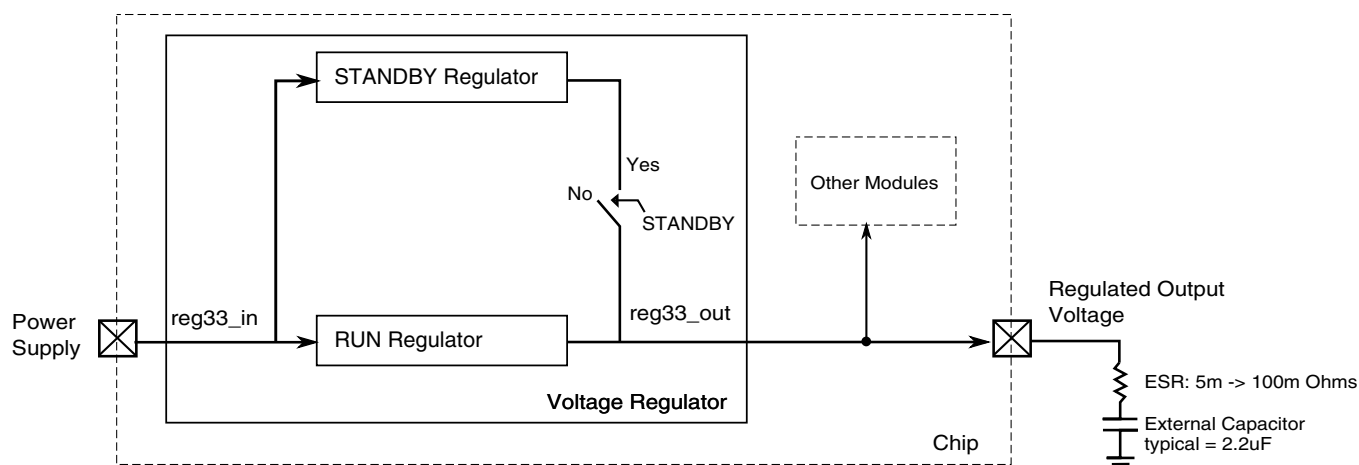 STANDBY Regulator
Yes
No
STANDBY
Other Modules
Power
Supply
reg33_in
RUN Regulator
reg33_out
Regulated Output
Voltage
ESR: 5m -> 100m Ohms
External Capacitor
typical = 2.2uF
Voltage Regulator
Chip